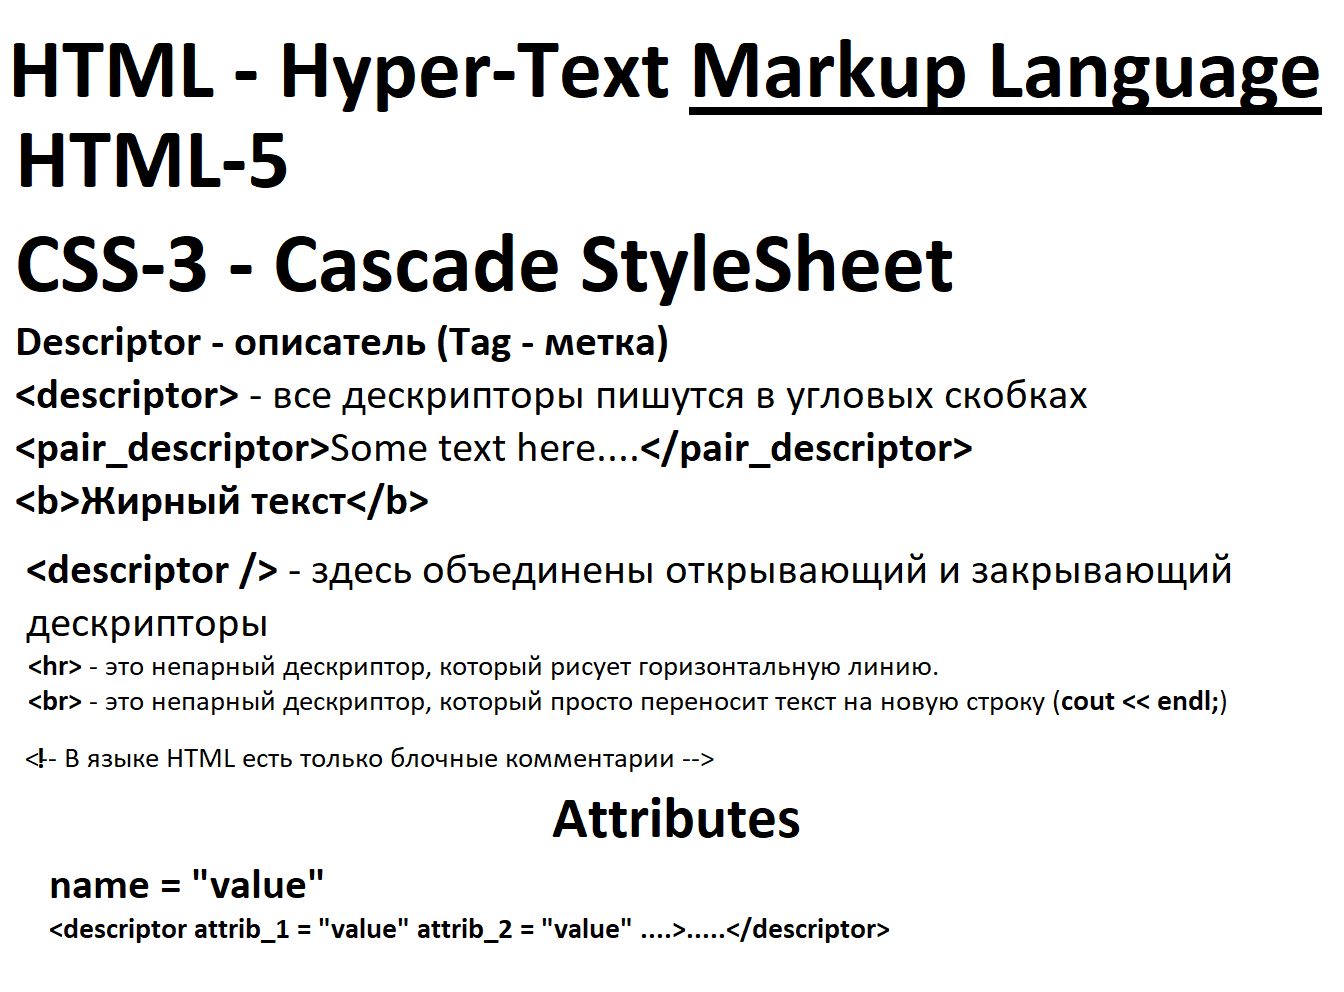 HTML - Hyper-Text Markup Language
HTML-5
CSS-3 - Cascade StyleSheet
Descriptor - описатель (Tag - метка)
<descriptor> - все дескрипторы пишутся в угловых скобках
<pair_descriptor>Some text here....</pair_descriptor>
<b>Жирный текст</b>
<descriptor /> - здесь объединены открывающий и закрывающий
дескрипторы
<hr> - это непарный дескриптор, который рисует горизонтальную линию.
<br> - это непарный дескриптор, который просто переносит текст на новую строку (cout << endl;)
<!-- В языке HTML есть только блочные комментарии -->
Attributes
name = "value"
<descriptor attrib_1 = "value" attrib_2 = "value" ....>.....</descriptor>